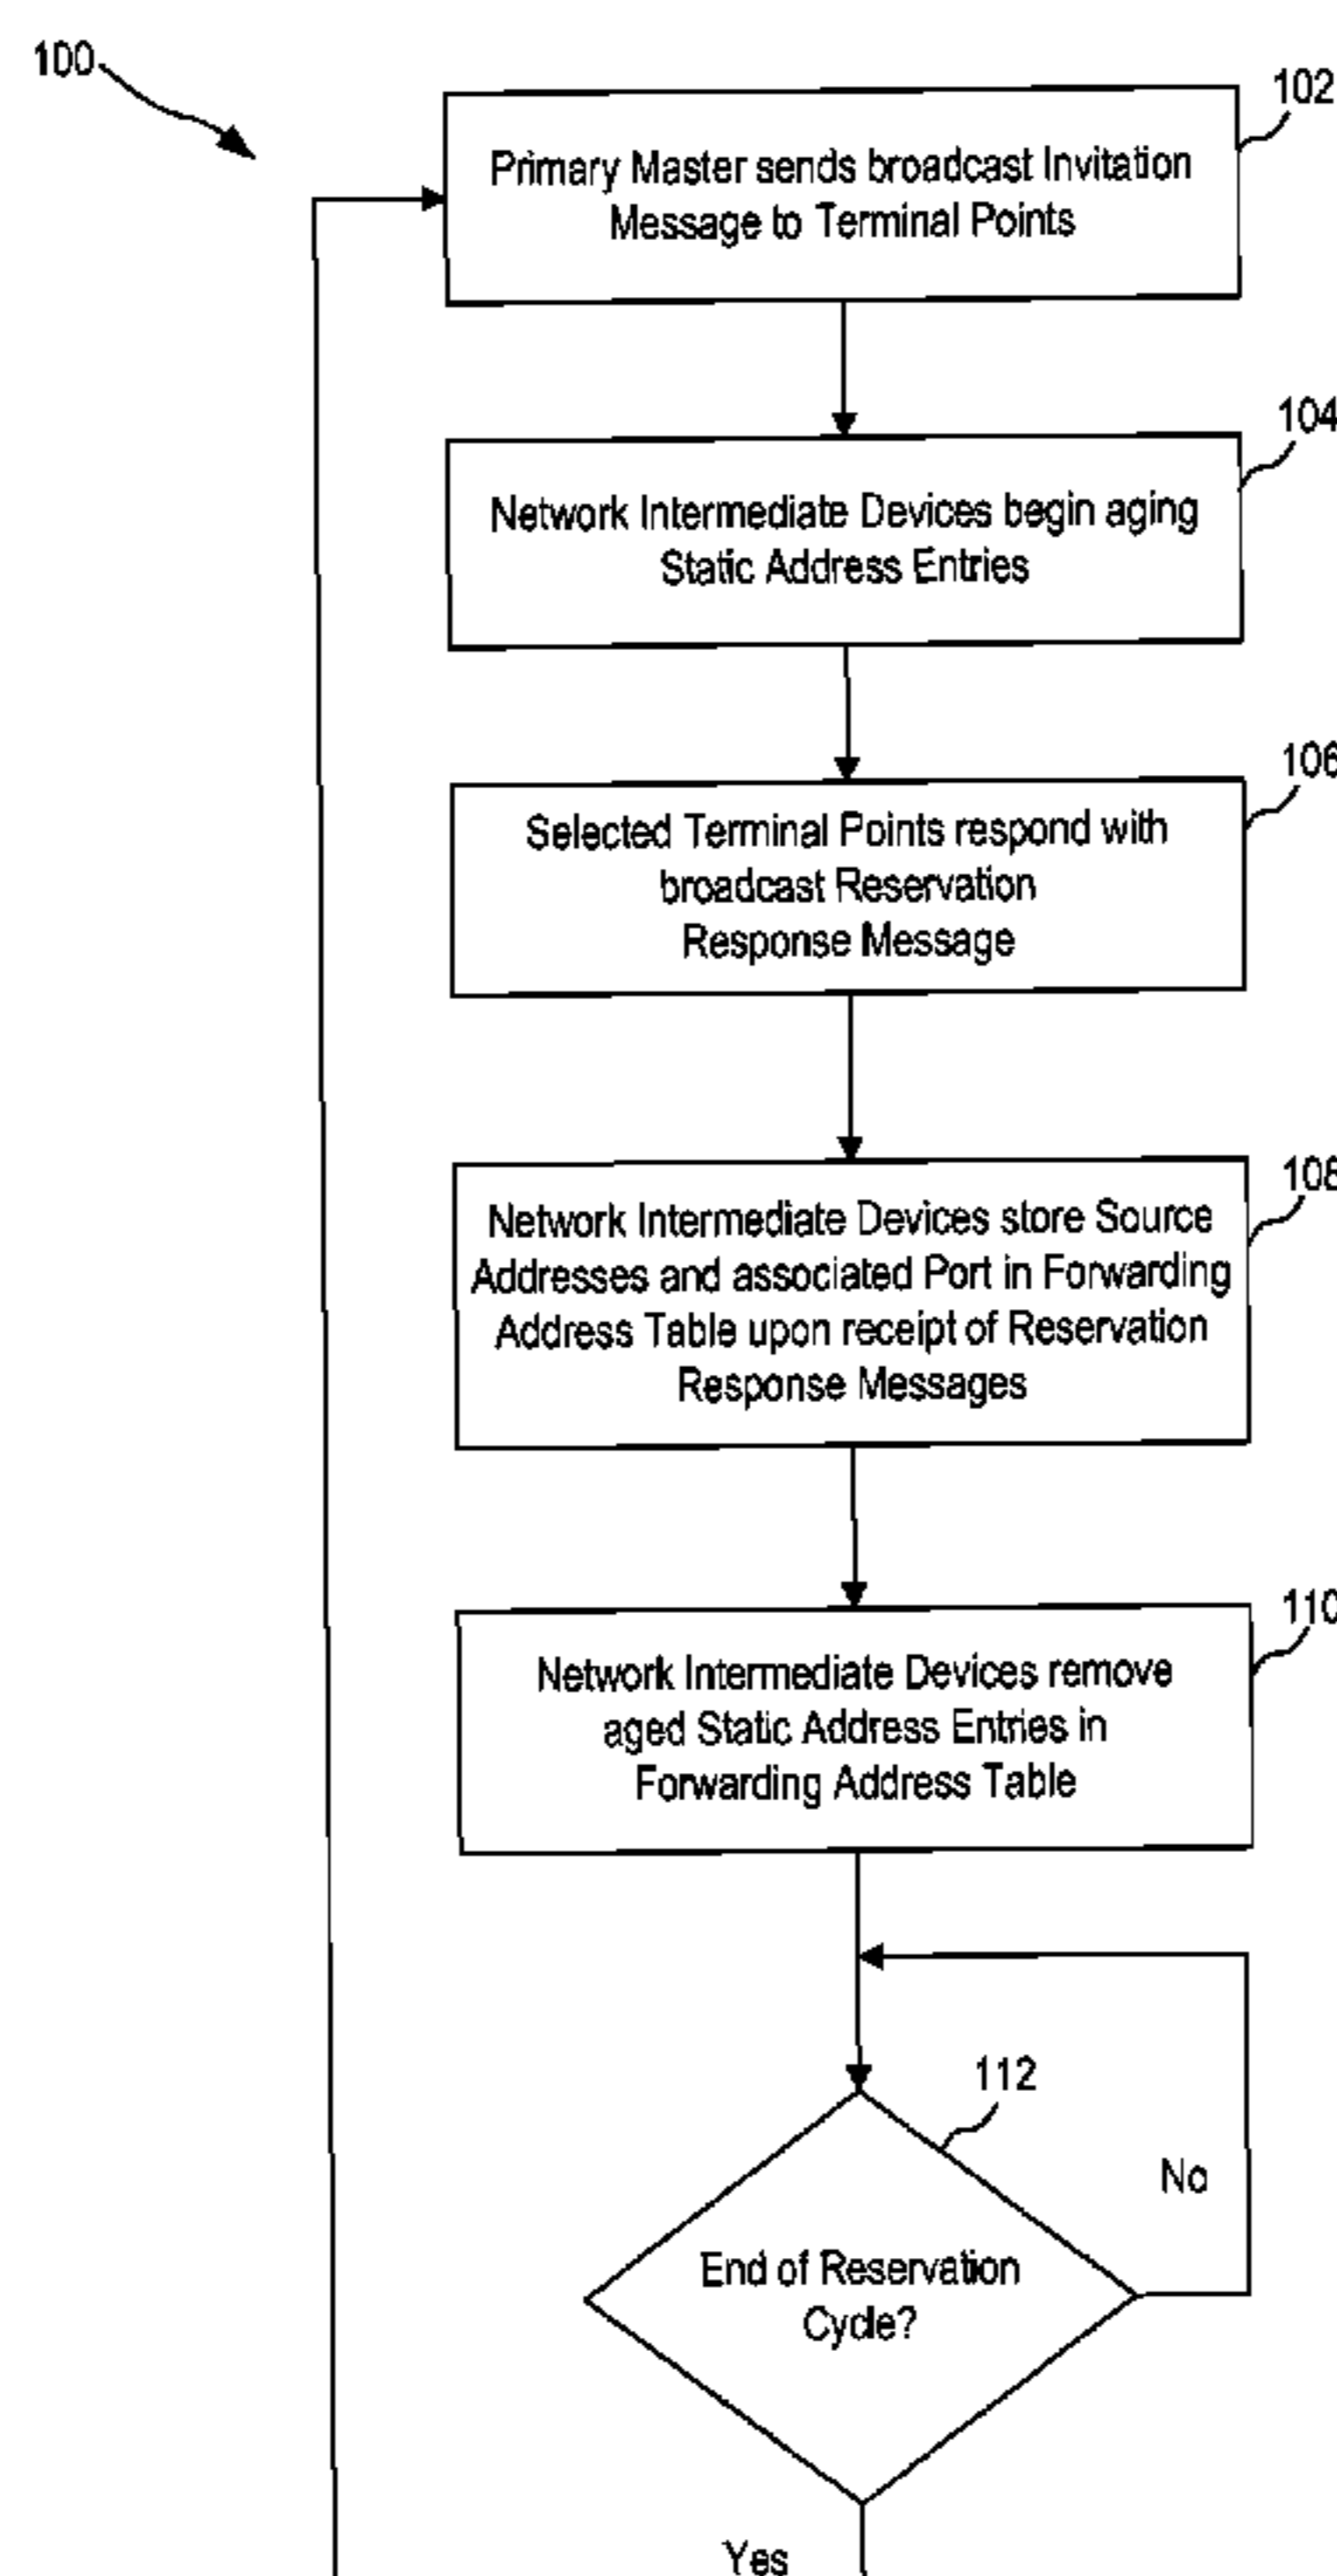 100
102
Primary Master sends broadcast Invitation
Message to Terminal Points
104
Network Intermediate Devices begin aging
Static Address Entries
106
Selected Terminal Points respond with
broadcast Reservation
Response Message
108
Network Intermediate Devices store Source
Addresses and associated Port in Forwarding
Address Table upon receipt of Reservation
Response Messages
110
Network Intermediate Devices remove
aged Static Address Entries in
Forwarding Address Table
112
No
End of Reservation
Cycle?
Yes